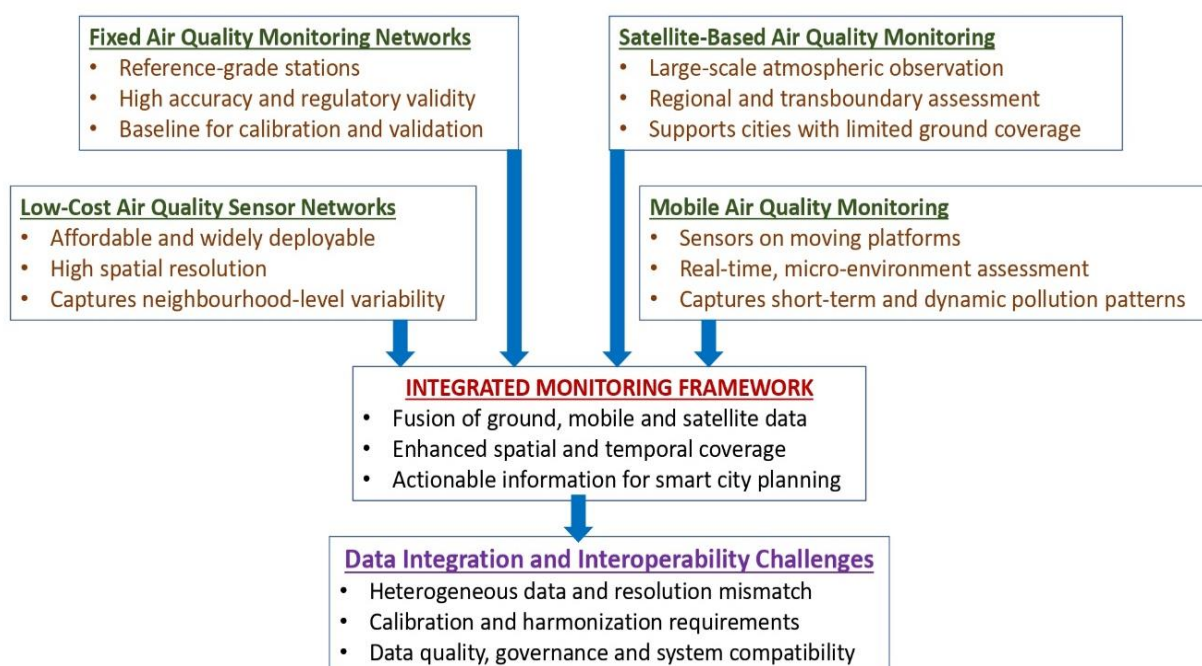 Fixed Air Quality Monitoring Networks
• Reference-grade stations
• High accuracy and regulatory validity
• Baseline for calibration and validation
Satellite-Based Air Quality Monitoring
• Large-scale atmospheric observation
• Regional and transboundary assessment
• Supports cities with limited ground coverage
Low-Cost Air Quality Sensor Networks
• Affordable and widely deployable
• High spatial resolution
• Captures neighbourhood-level variability
Mobile Air Quality Monitoring
• Sensors on moving platforms
• Real-time, micro-environment assessment
• Captures short-term and dynamic pollution patterns
INTEGRATED MONITORING FRAMEWORK
• Fusion of ground, mobile and satellite data
• Enhanced spatial and temporal coverage
• Actionable information for smart city planning
Data Integration and Interoperability Challenges
• Heterogeneous data and resolution mismatch
• Calibration and harmonization requirements
• Data quality, governance and system compatibility